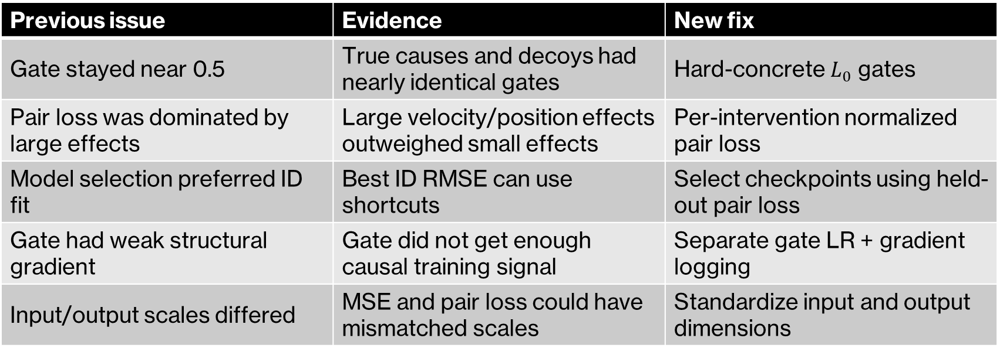 Previous issue
Evidence
New fix
Gate stayed near 0.5
True causes and decoys had
nearly identical gates
Hard-concrete L₀ gates
Pair loss was dominated by
large effects
Large velocity/position effects
outweighed small effects
Per-intervention normalized
pair loss
Model selection preferred ID
fit
Best ID RMSE can use
shortcuts
Select checkpoints using held-
out pair loss
Gate had weak structural
gradient
Gate did not get enough
causal training signal
Separate gate LR + gradient
logging
Input/output scales differed
MSE and pair loss could have
mismatched scales
Standardize input and output
dimensions